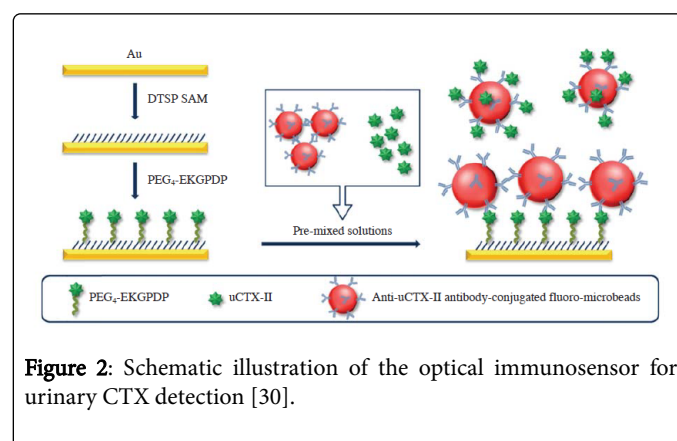 Au
DTSP SAM
PEG₄-EKGPDP
Pre-mixed solutions
PEG₄-EKGPDP
uCTX-II
Anti-uCTX-II antibody-conjugated fluoro-microbeads
Figure 2: Schematic illustration of the optical immunosensor for
urinary CTX detection [30].